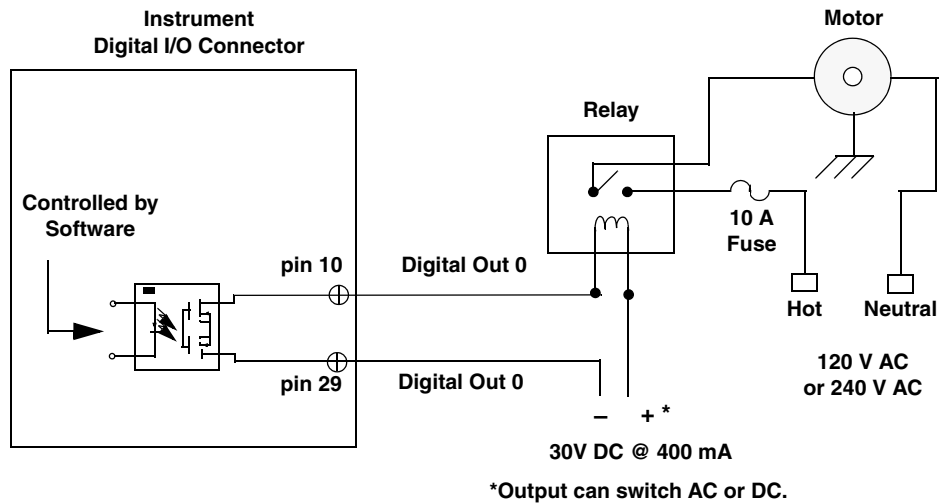 Instrument
Digital I/O Connector
Motor
Relay
Controlled by
Software
10 A
Fuse
pin 10
Digital Out 0
Hot
Neutral
pin 29
Digital Out 0
120 V AC
or 240 V AC
– + *
30V DC @ 400 mA
*Output can switch AC or DC.